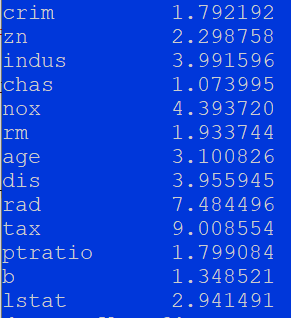 crim 1.792192
zn 2.298758
indus 3.991596
chas 1.073995
nox 4.393720
rm 1.933744
age 3.100826
dis 3.955945
rad 7.484496
tax 9.008554
ptratio 1.799084
b 1.348521
lstat 2.941491